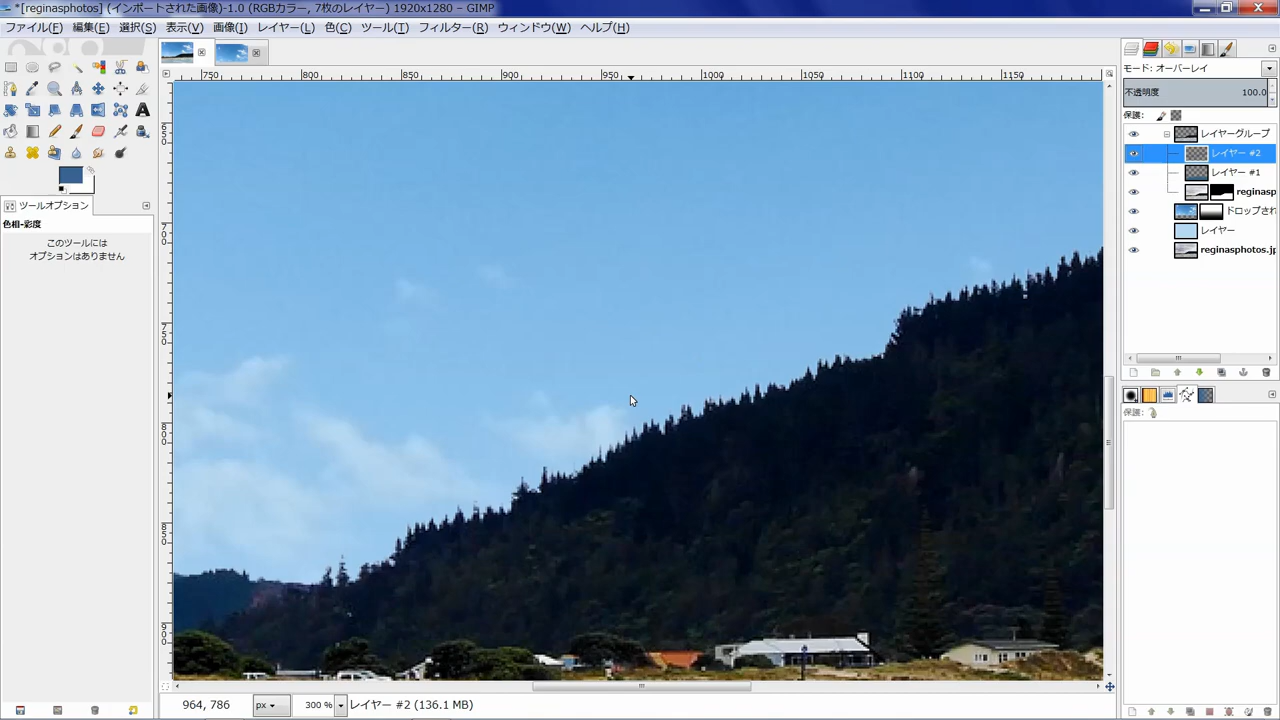 *[reginasphotos] (インポートされた画像)-1.0 (RGBカラー, 7枚のレイヤー) 1920x1280 – GIMP
ファイル(F) 編集(E) 選択(S) 表示(V) 画像(I) レイヤー(L) 色(C) ツール(T) フィルター(R) ウィンドウ(W) ヘルプ(H)
750 800 850 900 950 1000 1050 1100 1150
モード: オーバーレイ
不透明度 100.0
保護:
レイヤーグループ
レイヤー #2
レイヤー #1
reginasp
ドロップされ
レイヤー
reginasphotos.jp
ツールオプション
色相-彩度
このツールには
オプションはありません
650
700
750
800
850
900
保護:
964, 786 px 300 % レイヤー #2 (136.1 MB)